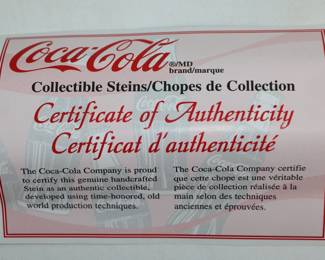 Coca-Cola ®/MD
brand/marque
Collectible Steins/Chopes de Collection
Certificate of Authenticity
Certificat d'authenticité
The Coca-Cola Company is proud
to certify this genuine handcrafted
Stein as an authentic collectible,
developed using time-honored, old
world production techniques.
The Coca-Cola Company certifie
que cette chope est une véritable
pièce de collection réalisée à la
main selon des techniques
anciennes et éprouvées.